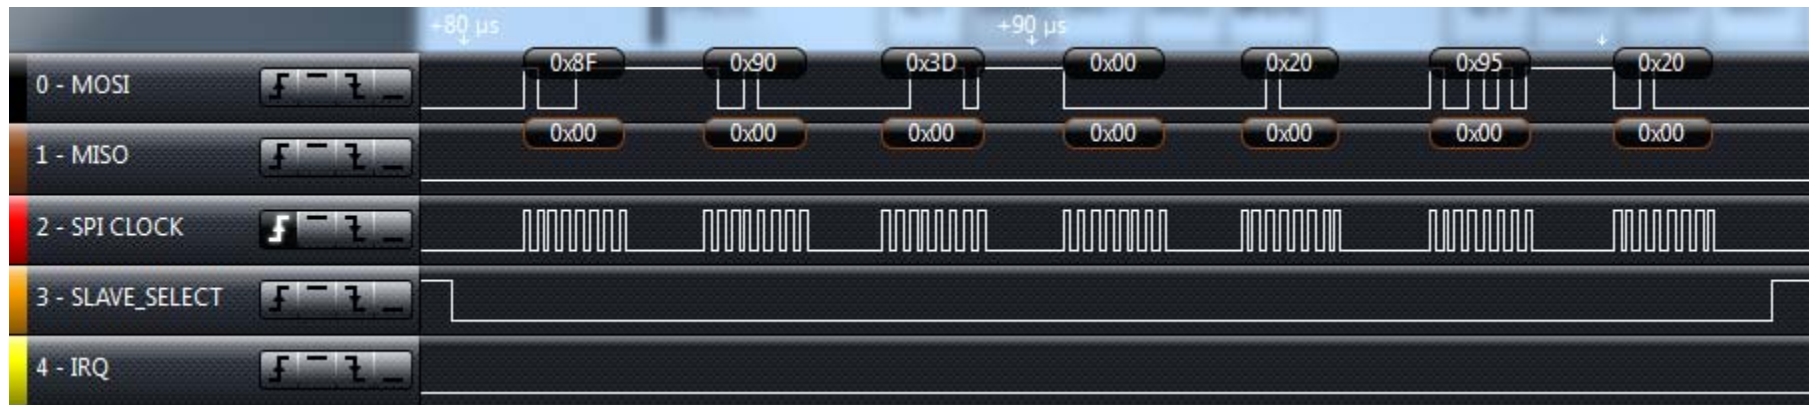 +80 µs +90 µs
0 - MOSI 0x8F 0x90 0x3D 0x00 0x20 0x95 0x20
1 - MISO 0x00 0x00 0x00 0x00 0x00 0x00 0x00
2 - SPI CLOCK
3 - SLAVE_SELECT
4 - IRQ